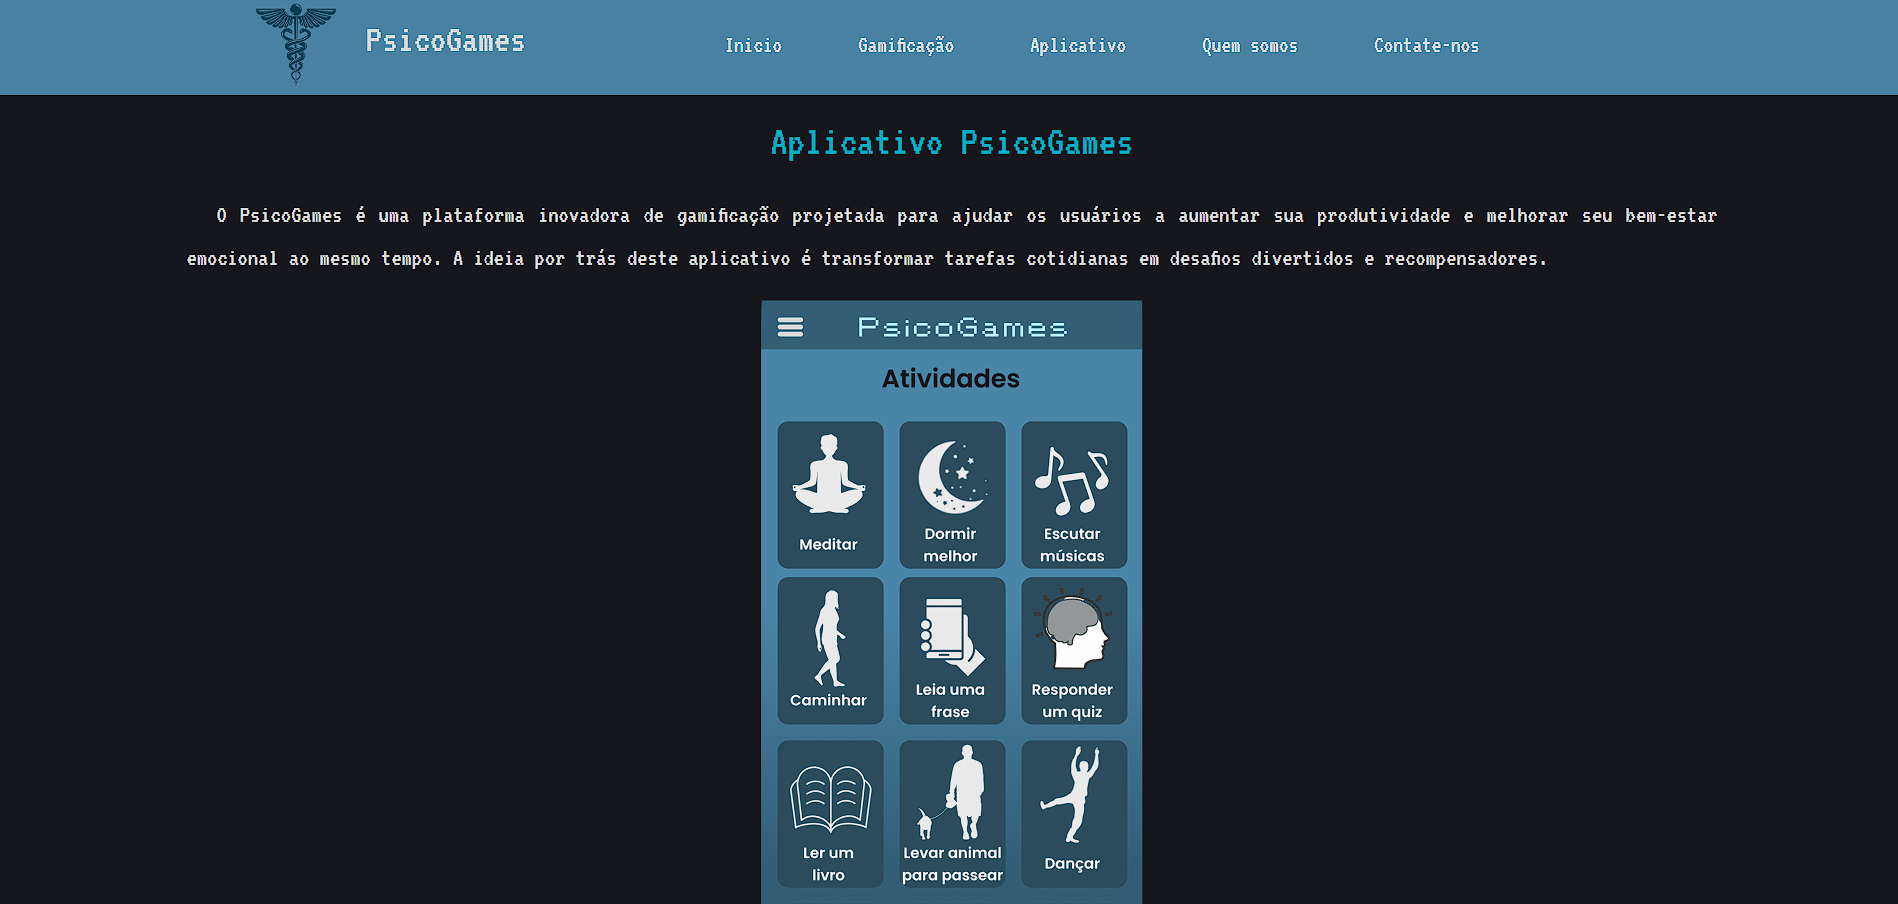 PsicoGames
Inicio
Gamificação
Aplicativo
Quem somos
Contate-nos
Aplicativo PsicoGames
O PsicoGames é uma plataforma inovadora de gamificação projetada para ajudar os usuários a aumentar sua produtividade e melhorar seu bem-estar
emocional ao mesmo tempo. A ideia por trás deste aplicativo é transformar tarefas cotidianas em desafios divertidos e recompensadores.
PsicoGames
Atividades
Meditar
Dormir
melhor
Escutar
músicas
Caminhar
Leia uma
frase
Responder
um quiz
Ler um
livro
Levar animal
para passear
Dançar